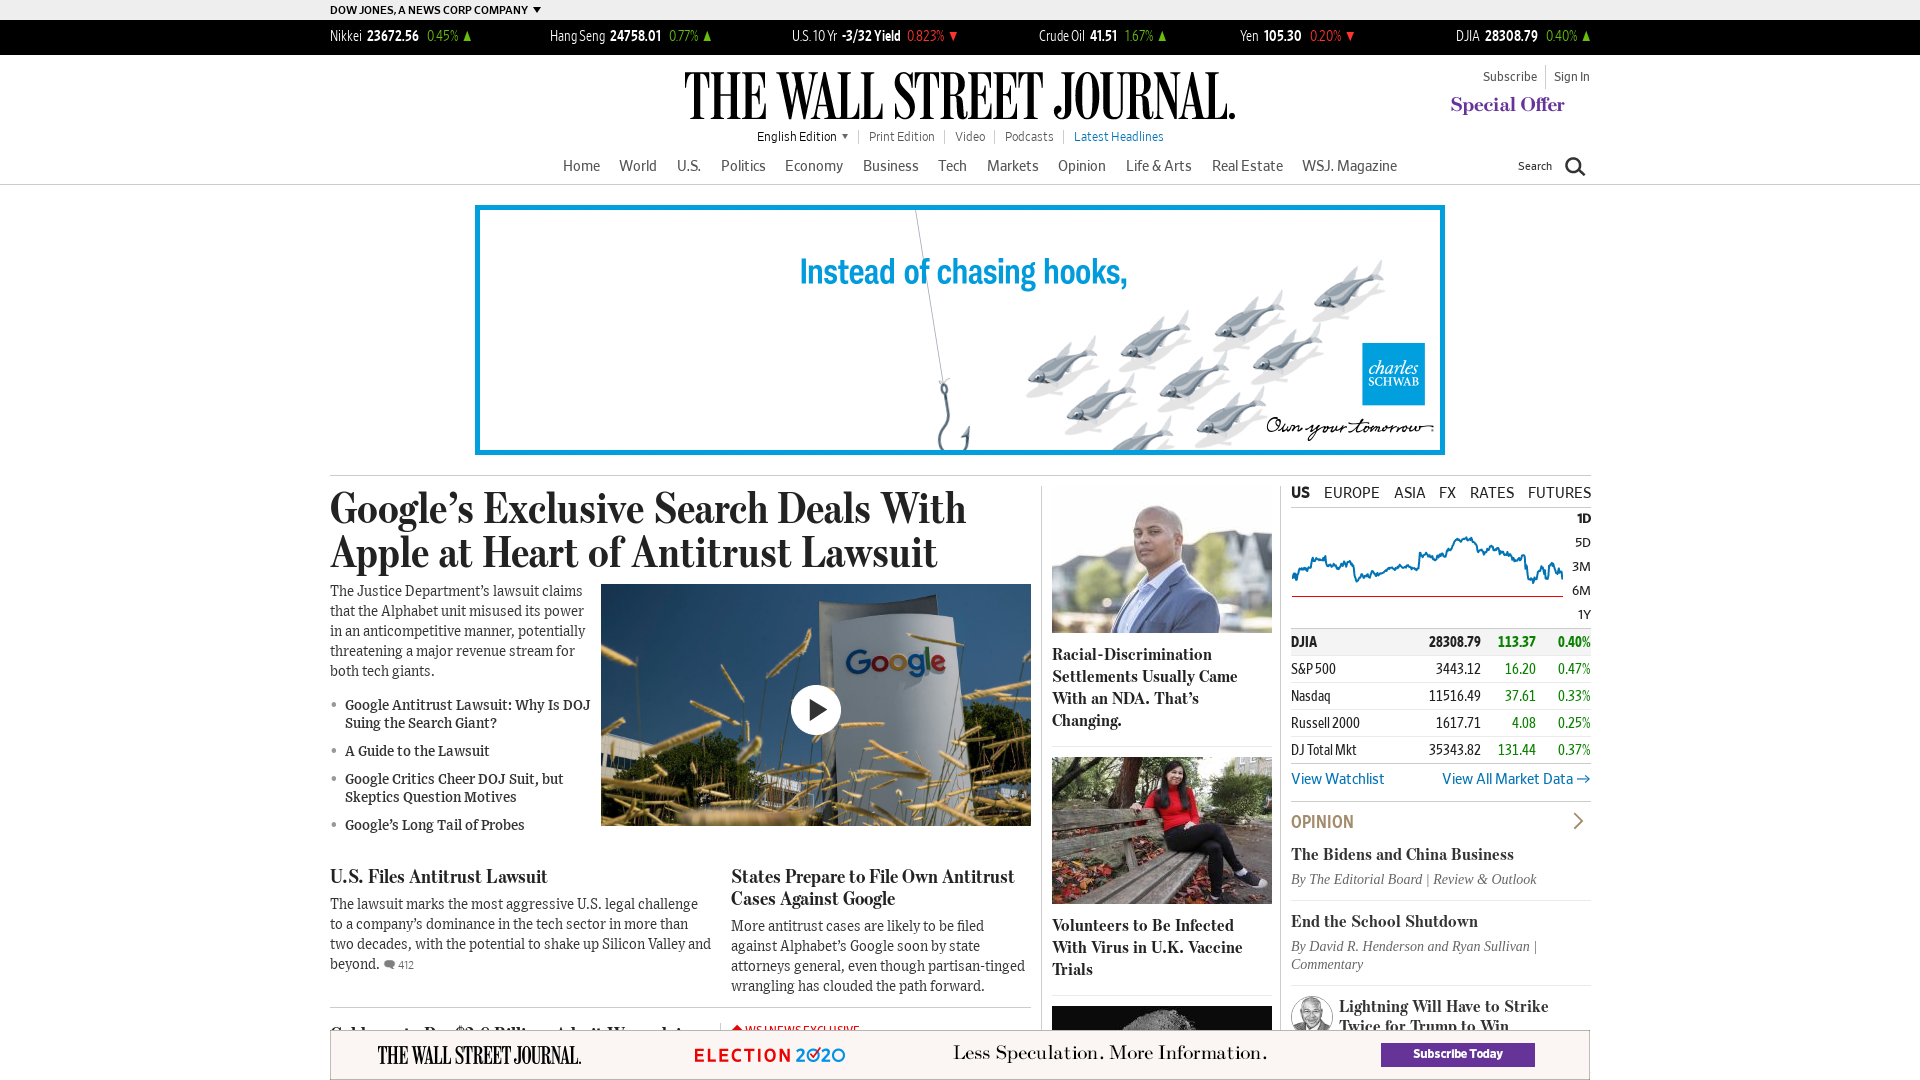 DOW JONES, A NEWS CORP COMPANY
Nikkei 23672.56 0.45% Hang Seng 24758.01 0.77% U.S. 10 Yr -3/32 Yield 0.823% Crude Oil 41.51 1.67% Yen 105.30 0.20% DJIA 28308.79 0.40%
THE WALL STREET JOURNAL.
Subscribe Sign In
Special Offer
English Edition Print Edition Video Podcasts Latest Headlines
Home World U.S. Politics Economy Business Tech Markets Opinion Life & Arts Real Estate WSJ. Magazine Search
Instead of chasing hooks,
charles
SCHWAB
Own your tomorrow
Google’s Exclusive Search Deals With
Apple at Heart of Antitrust Lawsuit
The Justice Department’s lawsuit claims
that the Alphabet unit misused its power
in an anticompetitive manner, potentially
threatening a major revenue stream for
both tech giants.
• Google Antitrust Lawsuit: Why Is DOJ
Suing the Search Giant?
• A Guide to the Lawsuit
• Google Critics Cheer DOJ Suit, but
Skeptics Question Motives
• Google’s Long Tail of Probes
Google
U.S. Files Antitrust Lawsuit
The lawsuit marks the most aggressive U.S. legal challenge
to a company’s dominance in the tech sector in more than
two decades, with the potential to shake up Silicon Valley and
beyond. 412
States Prepare to File Own Antitrust
Cases Against Google
More antitrust cases are likely to be filed
against Alphabet’s Google soon by state
attorneys general, even though partisan-tinged
wrangling has clouded the path forward.
WSJ NEWS EXCLUSIVE
Racial-Discrimination
Settlements Usually Came
With an NDA. That’s
Changing.
Volunteers to Be Infected
With Virus in U.K. Vaccine
Trials
US EUROPE ASIA FX RATES FUTURES
1D
5D
3M
6M
1Y
DJIA 28308.79 113.37 0.40%
S&P 500 3443.12 16.20 0.47%
Nasdaq 11516.49 37.61 0.33%
Russell 2000 1617.71 4.08 0.25%
DJ Total Mkt 35343.82 131.44 0.37%
View Watchlist View All Market Data
OPINION
The Bidens and China Business
By The Editorial Board | Review & Outlook
End the School Shutdown
By David R. Henderson and Ryan Sullivan |
Commentary
Lightning Will Have to Strike
Twice for Trump to Win
THE WALL STREET JOURNAL.
ELECTION 2020
Less Speculation. More Information.
Subscribe Today